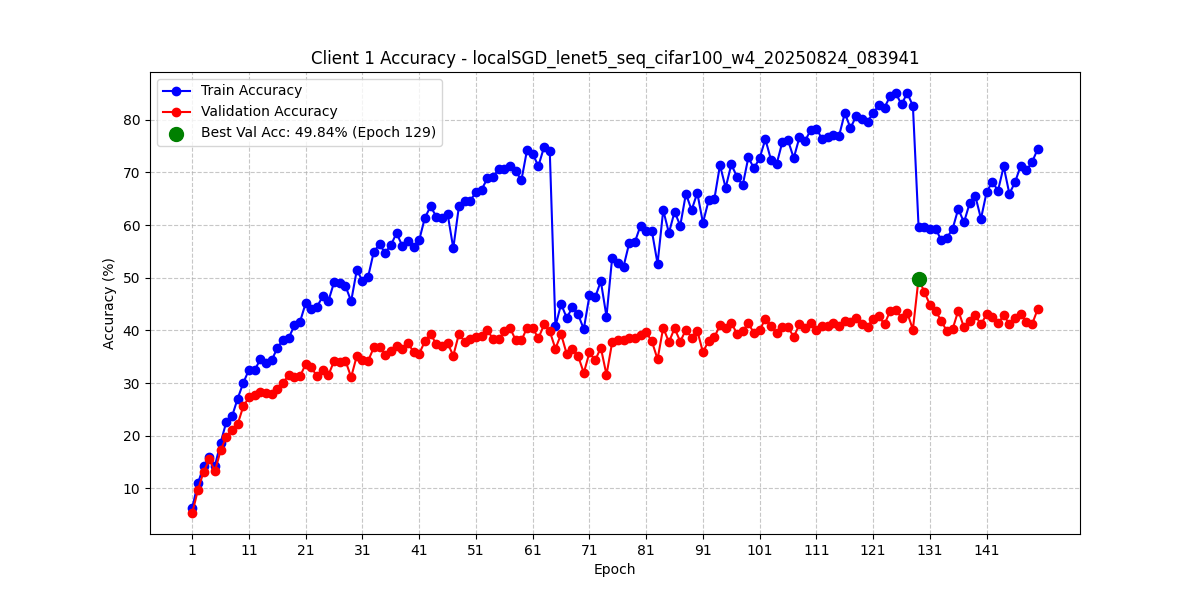 Client 1 Accuracy - localSGD_lenet5_seq_cifar100_w4_20250824_083941
Train Accuracy
Validation Accuracy
Best Val Acc: 49.84% (Epoch 129)
Accuracy (%)
80
70
60
50
40
30
20
10
1 11 21 31 41 51 61 71 81 91 101 111 121 131 141
Epoch